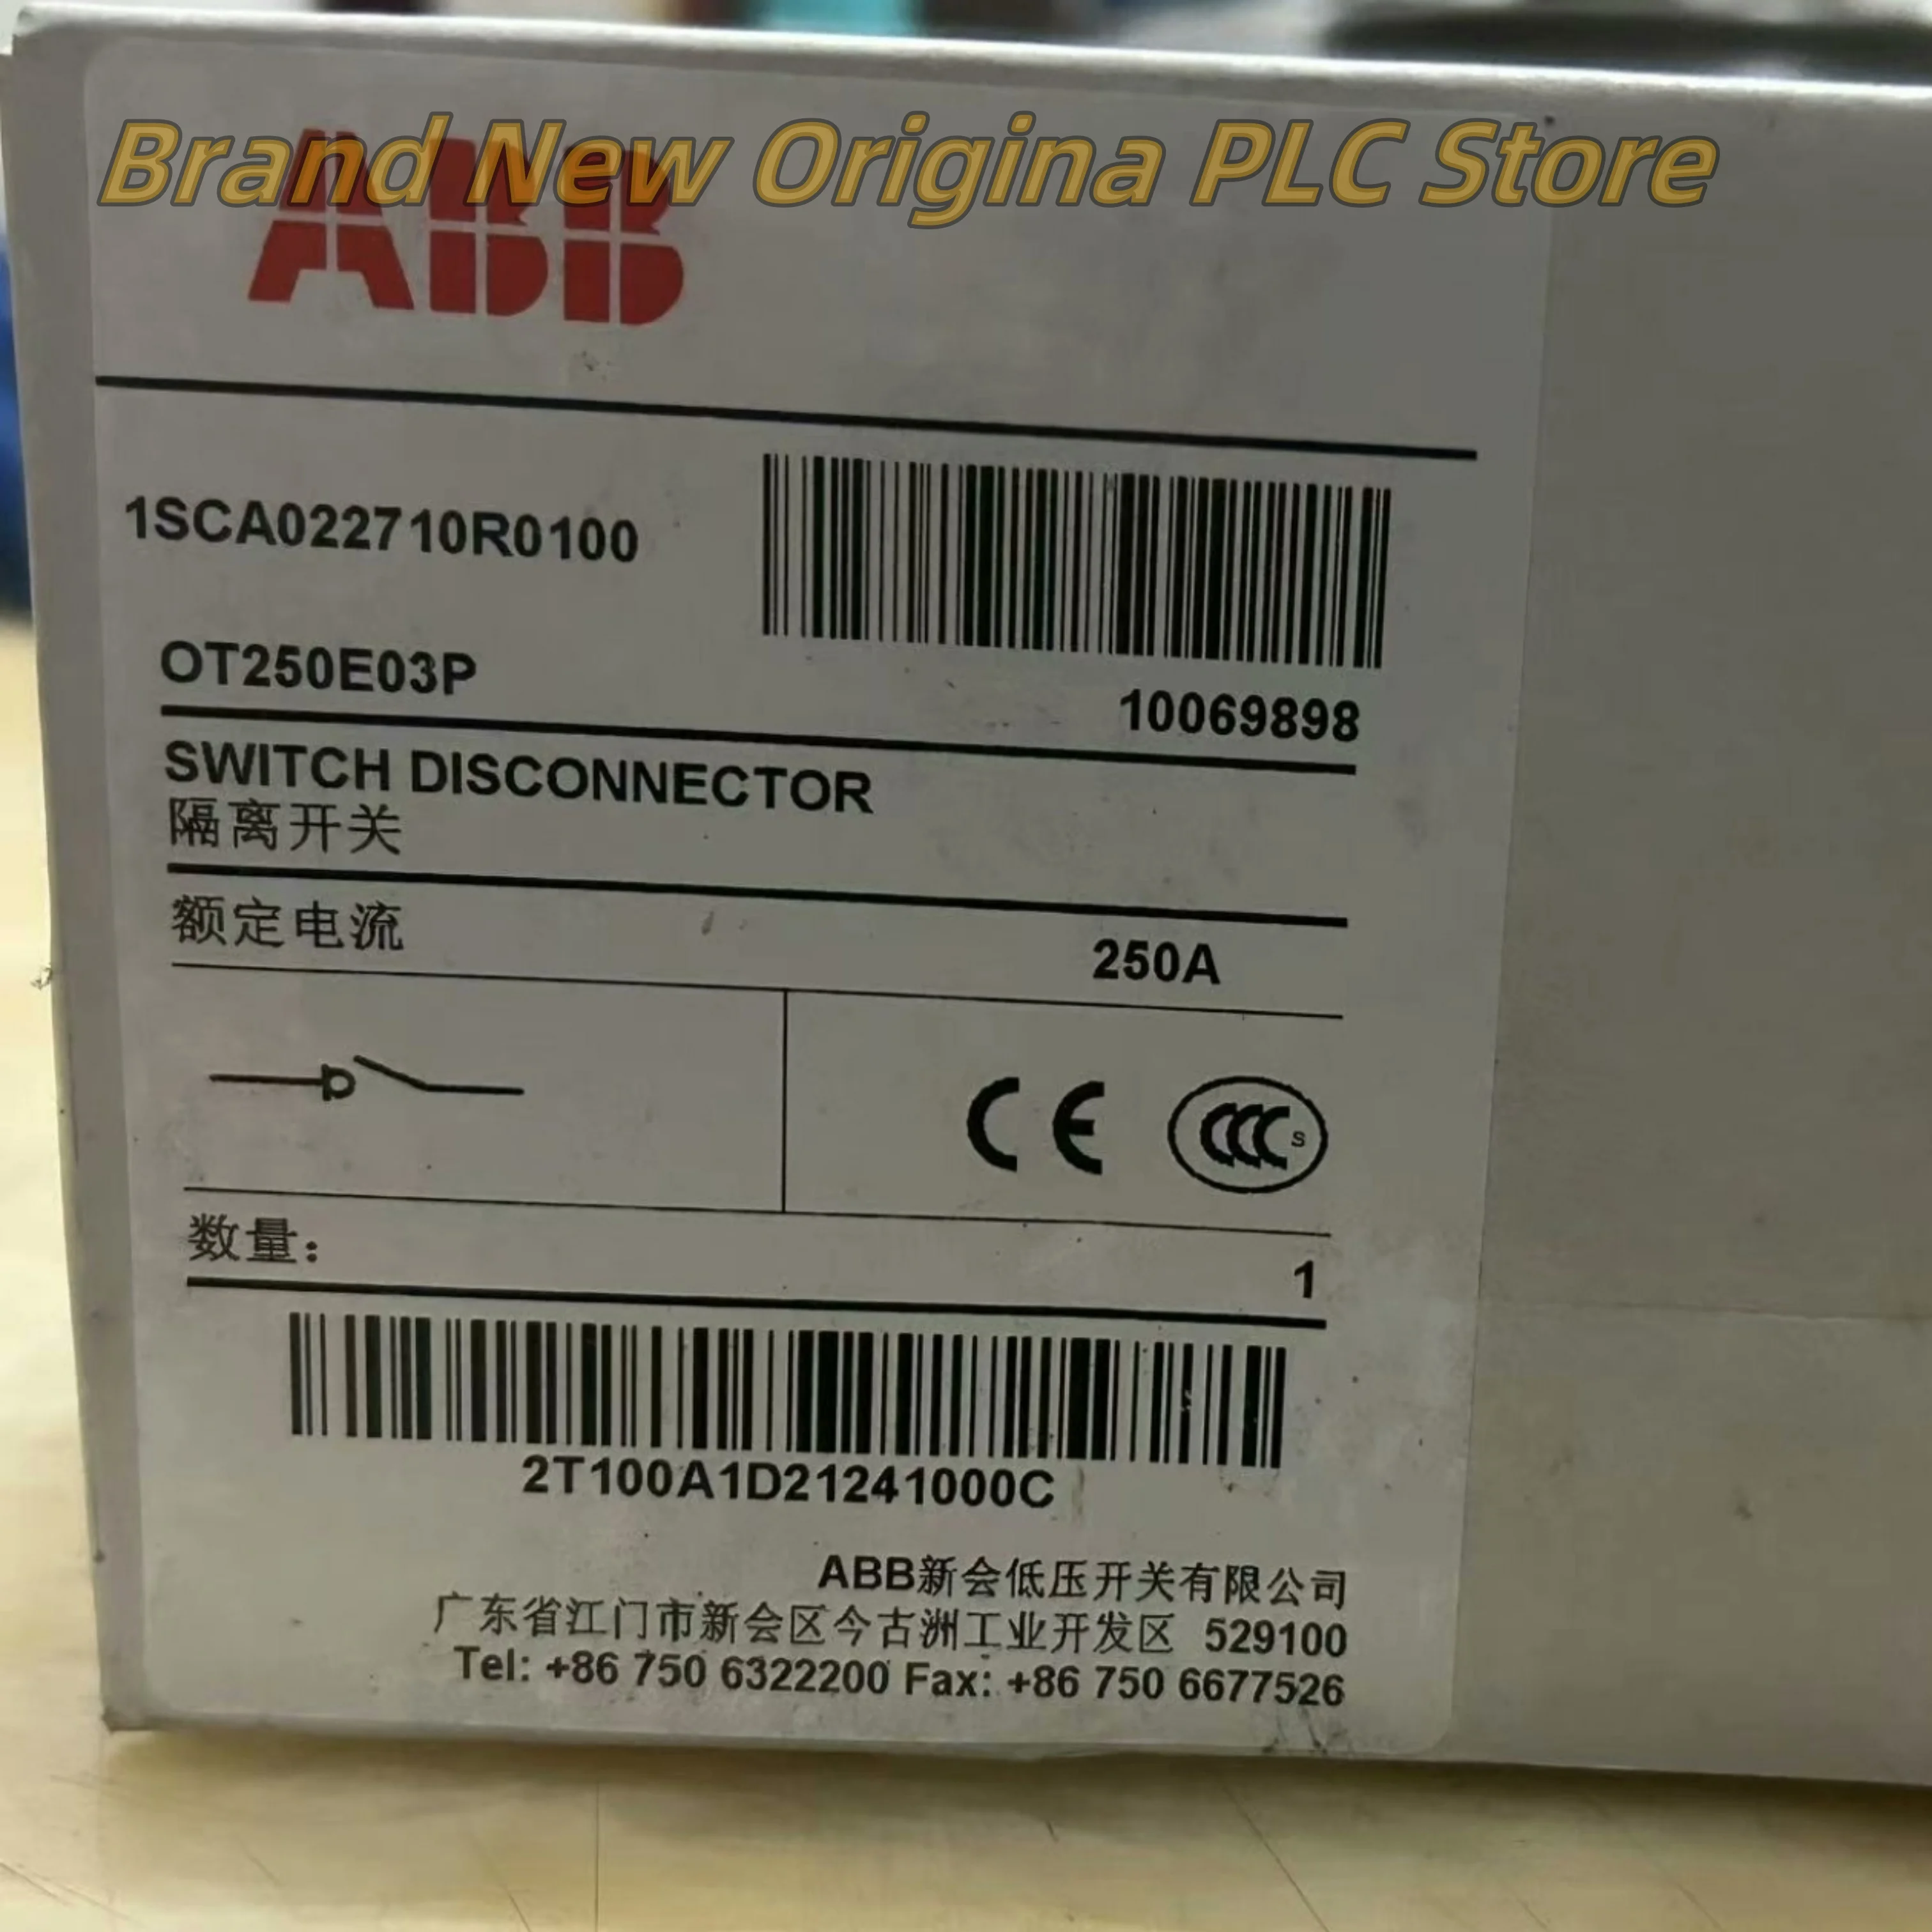 Brand New Origina PLC Store
ABB
1SCA022710R0100
OT250E03P
10069898
SWITCH DISCONNECTOR
隔离开关
额定电流 250A
CE CCC S
数量: 1
2T100A1D21241000C
ABB新会低压开关有限公司
广东省江门市新会区今古洲工业开发区 529100
Tel: +86 750 6322200 Fax: +86 750 6677526